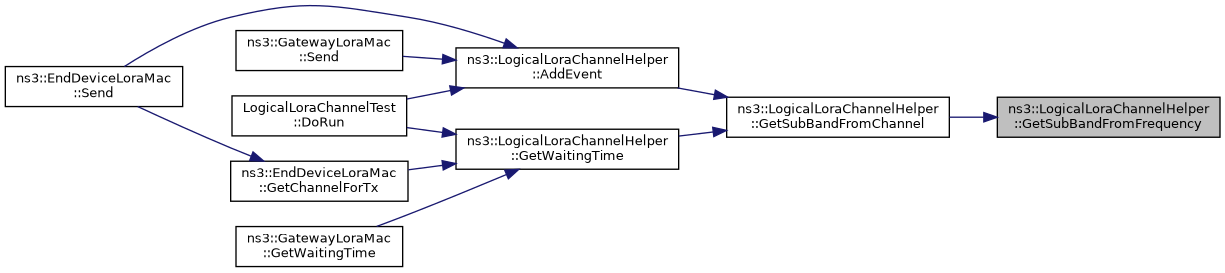 ns3::EndDeviceLoraMac
::Send
ns3::GatewayLoraMac
::Send
LogicalLoraChannelTest
::DoRun
ns3::EndDeviceLoraMac
::GetChannelForTx
ns3::GatewayLoraMac
::GetWaitingTime
ns3::LogicalLoraChannelHelper
::AddEvent
ns3::LogicalLoraChannelHelper
::GetWaitingTime
ns3::LogicalLoraChannelHelper
::GetSubBandFromChannel
ns3::LogicalLoraChannelHelper
::GetSubBandFromFrequency